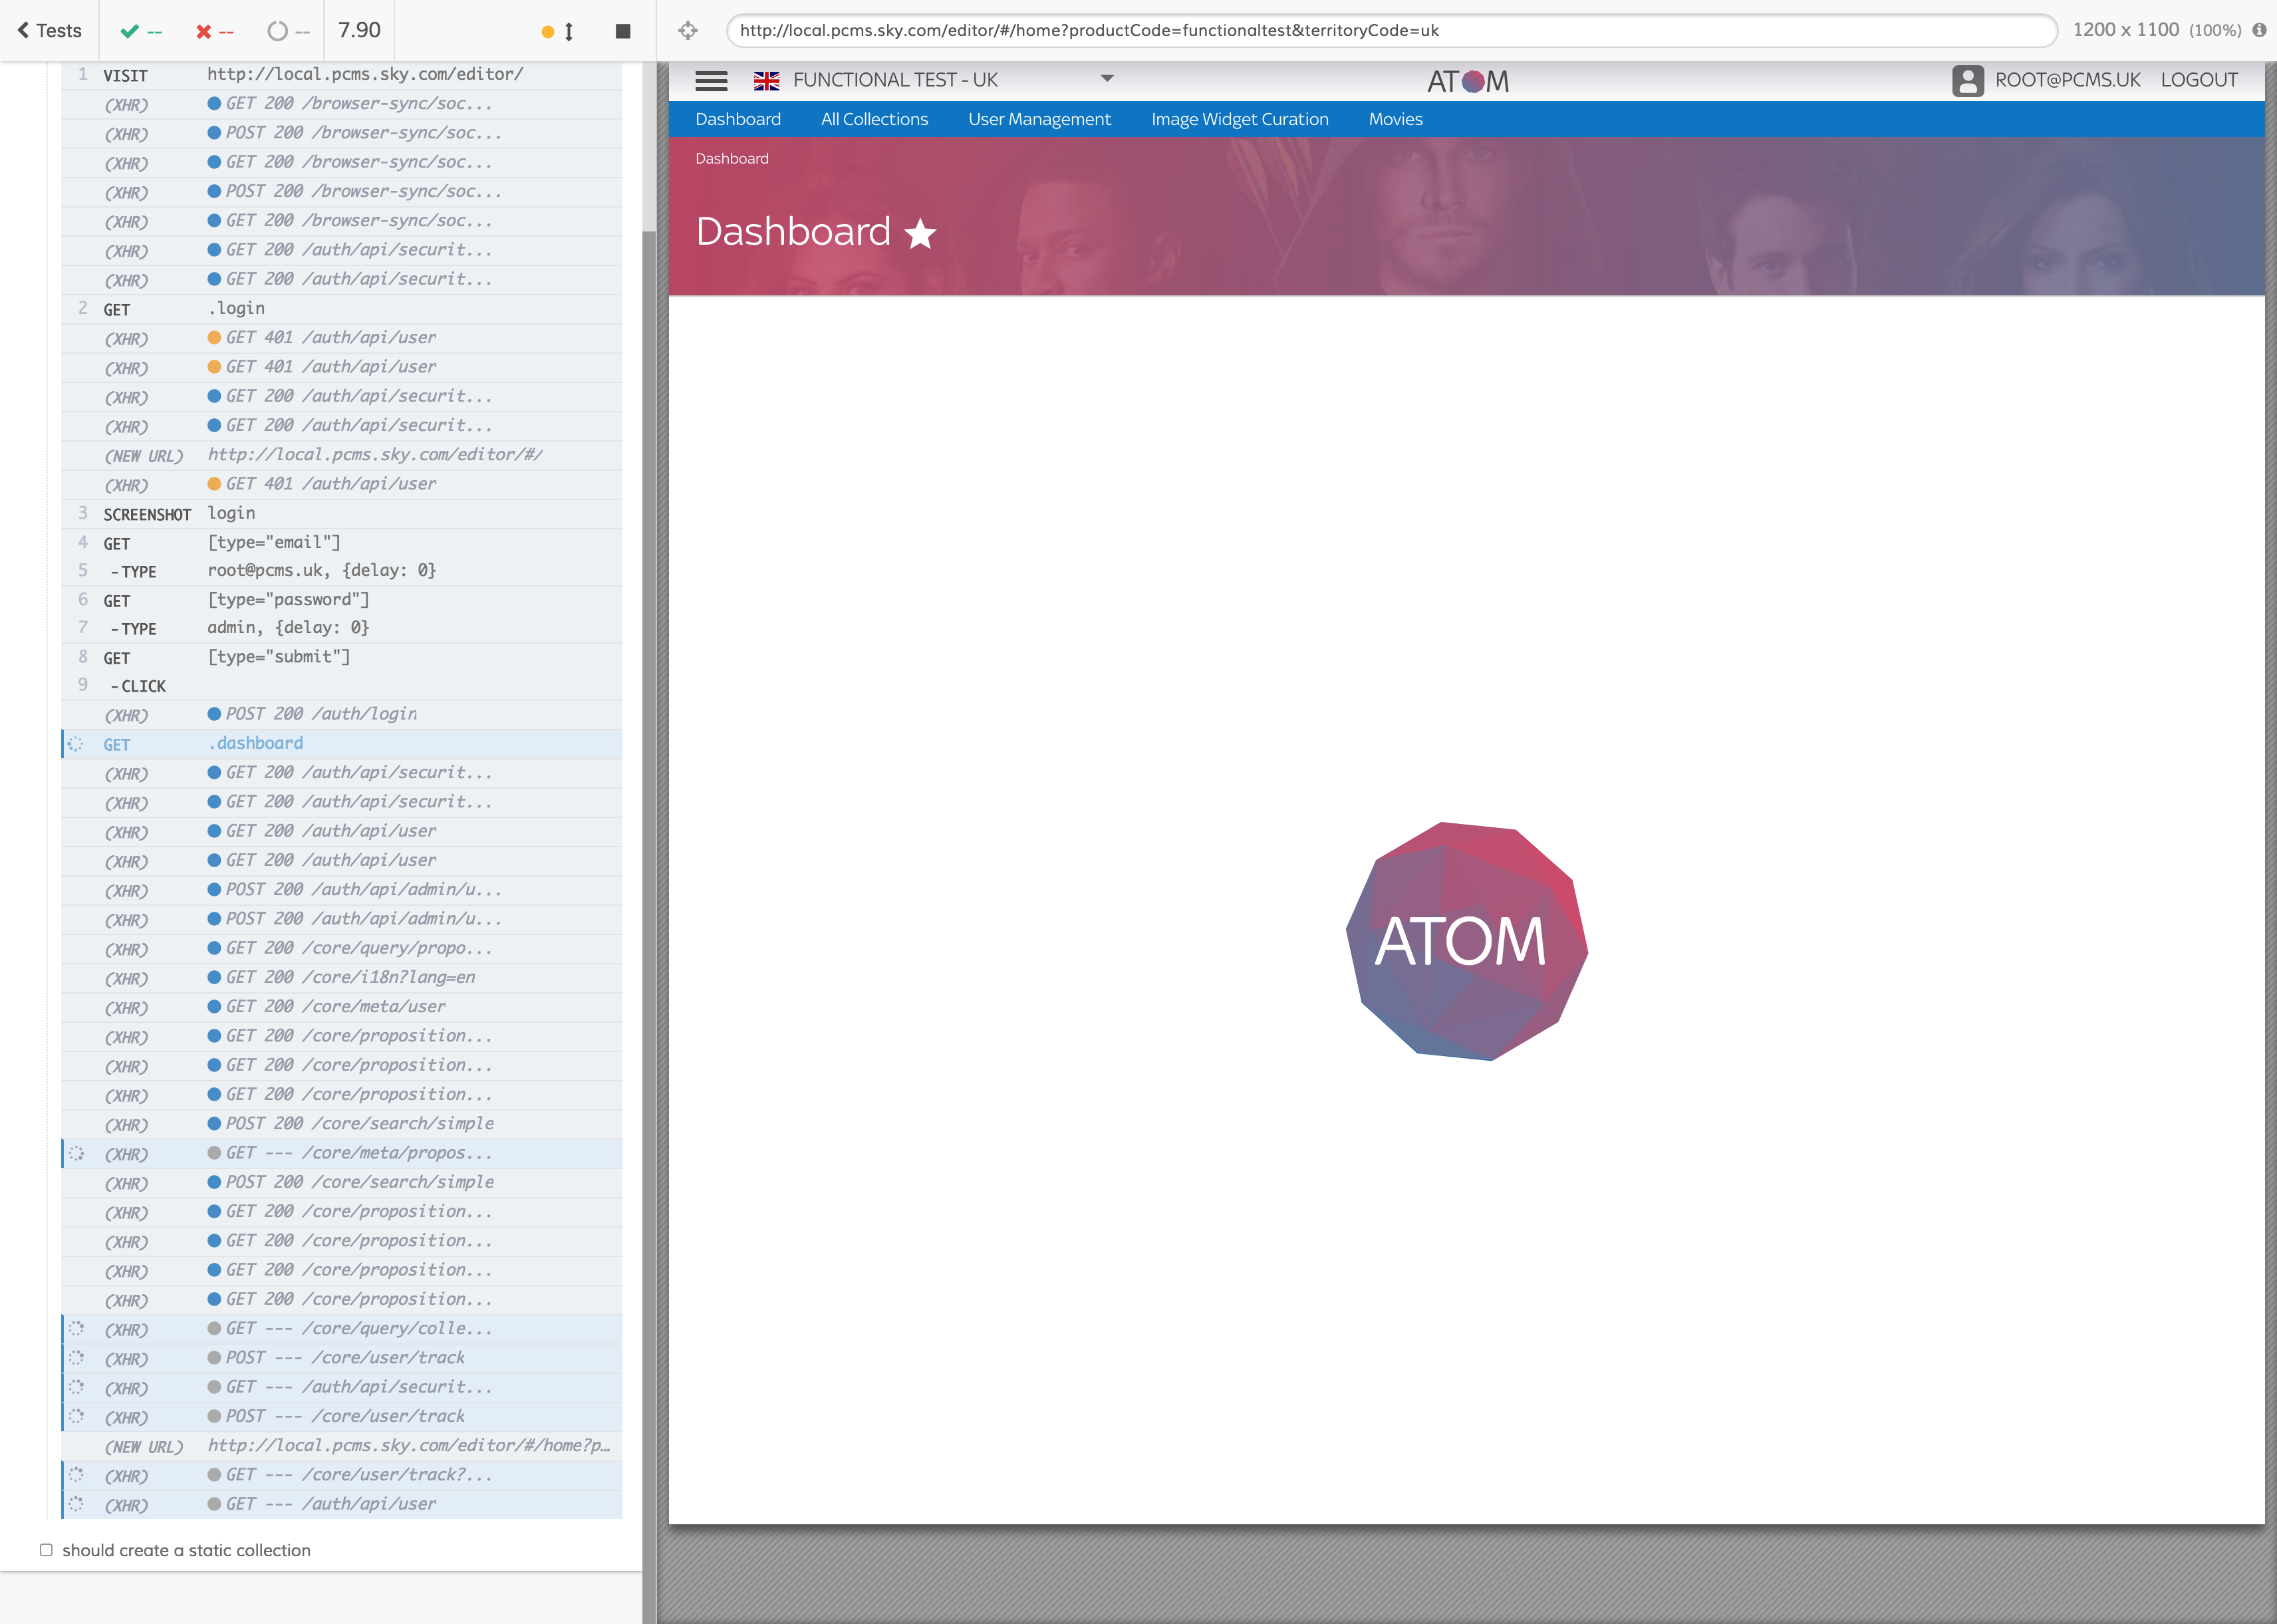 Tests -- -- -- 7.90
1 VISIT http://local.pcms.sky.com/editor/
(XHR) GET 200 /browser-sync/soc...
(XHR) POST 200 /browser-sync/soc...
(XHR) GET 200 /browser-sync/soc...
(XHR) POST 200 /browser-sync/soc...
(XHR) GET 200 /browser-sync/soc...
(XHR) GET 200 /auth/api/securit...
(XHR) GET 200 /auth/api/securit...
2 GET .login
(XHR) GET 401 /auth/api/user
(XHR) GET 401 /auth/api/user
(XHR) GET 200 /auth/api/securit...
(XHR) GET 200 /auth/api/securit...
(NEW URL) http://local.pcms.sky.com/editor/#/
(XHR) GET 401 /auth/api/user
3 SCREENSHOT login
4 GET [type="email"]
5 -TYPE root@pcms.uk, {delay: 0}
6 GET [type="password"]
7 -TYPE admin, {delay: 0}
8 GET [type="submit"]
9 -CLICK
(XHR) POST 200 /auth/login
GET .dashboard
(XHR) GET 200 /auth/api/securit...
(XHR) GET 200 /auth/api/securit...
(XHR) GET 200 /auth/api/user
(XHR) GET 200 /auth/api/user
(XHR) POST 200 /auth/api/admin/u...
(XHR) POST 200 /auth/api/admin/u...
(XHR) GET 200 /core/query/propo...
(XHR) GET 200 /core/i18n?lang=en
(XHR) GET 200 /core/meta/user
(XHR) GET 200 /core/proposition...
(XHR) GET 200 /core/proposition...
(XHR) GET 200 /core/proposition...
(XHR) POST 200 /core/search/simple
(XHR) GET --- /core/meta/propos...
(XHR) POST 200 /core/search/simple
(XHR) GET 200 /core/proposition...
(XHR) GET 200 /core/proposition...
(XHR) GET 200 /core/proposition...
(XHR) GET 200 /core/proposition...
(XHR) GET --- /core/query/colle...
(XHR) POST --- /core/user/track
(XHR) GET --- /auth/api/securit...
(XHR) POST --- /core/user/track
(NEW URL) http://local.pcms.sky.com/editor/#/home?p...
(XHR) GET --- /core/user/track?...
(XHR) GET --- /auth/api/user
should create a static collection
http://local.pcms.sky.com/editor/#/home?productCode=functionaltest&territoryCode=uk
1200 x 1100 (100%)
FUNCTIONAL TEST - UK
ATOM
ROOT@PCMS.UK LOGOUT
Dashboard All Collections User Management Image Widget Curation Movies
Dashboard
Dashboard
ATOM